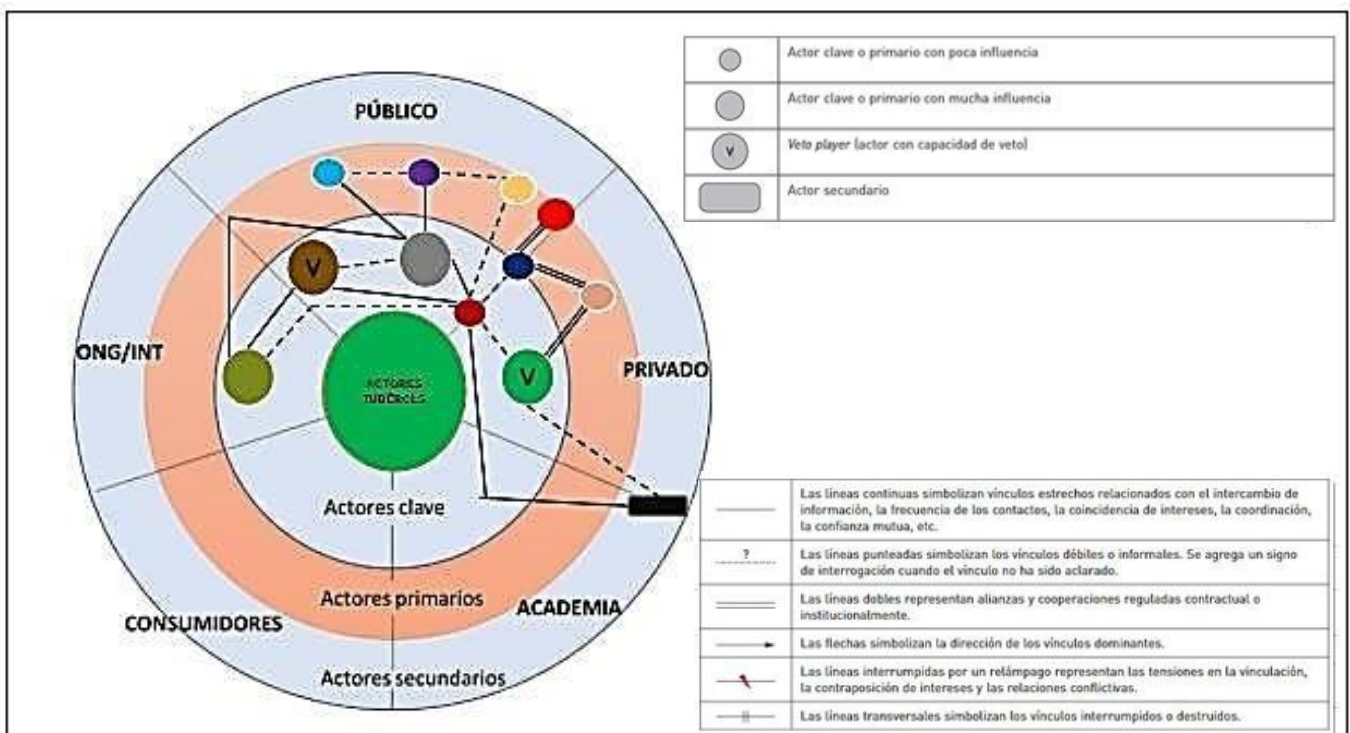 PÚBLICO
V
ONG/INT
PRIVADO
V
ACTORES
TUBÉRCLES
Actores clave
Actores primarios
ACADEMIA
CONSUMIDORES
Actores secundarios
Actor clave o primario con poca influencia
Actor clave o primario con mucha influencia
V
Veto player (actor con capacidad de veto)
Actor secundario
Las líneas continuas simbolizan vínculos estrechos relacionados con el intercambio de
información, la frecuencia de los contactos, la coincidencia de intereses, la coordinación,
la confianza mutua, etc.
?
Las líneas punteadas simbolizan los vínculos débiles o informales. Se agrega un signo
de interrogación cuando el vínculo no ha sido aclarado.
Las líneas dobles representan alianzas y cooperaciones reguladas contractual o
institucionalmente.
Las flechas simbolizan la dirección de los vínculos dominantes.
Las líneas interrumpidas por un relámpago representan las tensiones en la vinculación,
la contraposición de intereses y las relaciones conflictivas.
Las líneas transversales simbolizan los vínculos interrumpidos o destruidos.